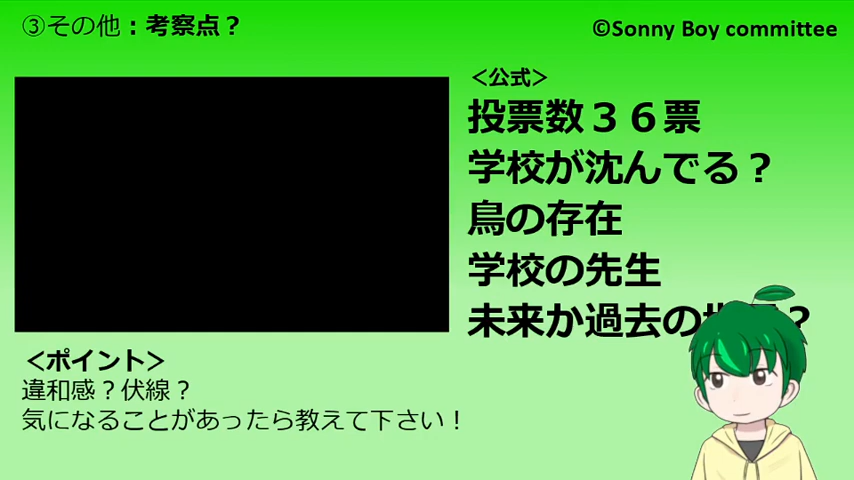 ③その他：考察点？
©Sonny Boy committee
＜公式＞
投票数３６票
学校が沈んでる？
鳥の存在
学校の先生
未来か過去の？
＜ポイント＞
違和感？伏線？
気になることがあったら教えて下さい！